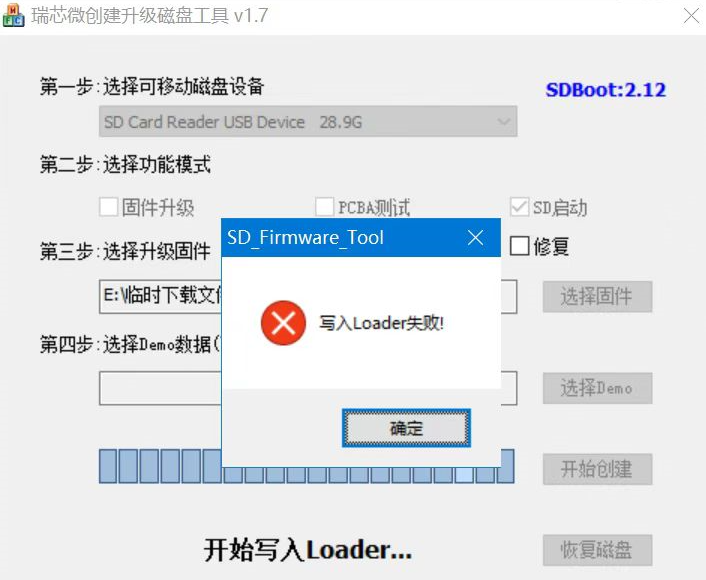 瑞芯微创建升级磁盘工具 v1.7
第一步:选择可移动磁盘设备
SDBoot:2.12
SD Card Reader USB Device 28.9G
第二步:选择功能模式
固件升级
PCBA测试
SD启动
SD_Firmware_Tool
第三步:选择升级固件
修复
E:\临时下载文件
选择固件
写入Loader失败!
第四步:选择Demo数据(
选择Demo
确定
开始创建
开始写入Loader...
恢复磁盘